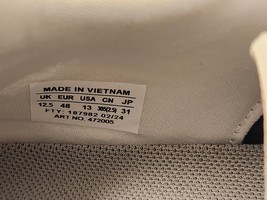 MADE IN VIETNAM
UK EUR USA CN JP
12.5 48 13 305(2.5) 31
FTY: 187982 02/24
ART NO. 472005